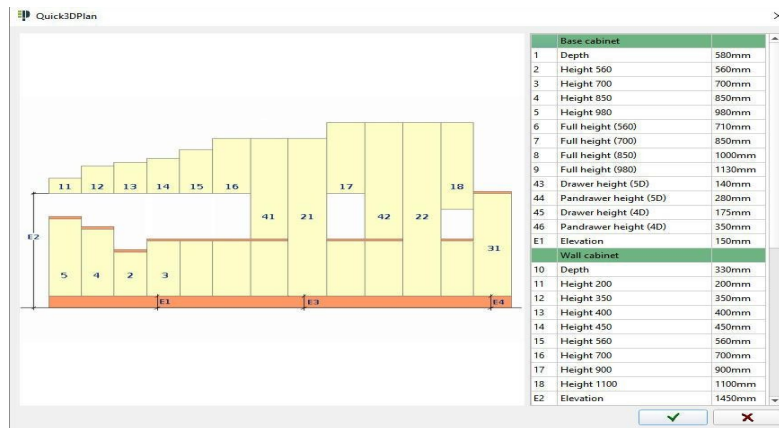 Quick3DPlan
11 12 13 14 15 16 17 18
41 21 42 22
E2
5 4 2 3 31
E1 E3 E4
Base cabinet
1 Depth 580mm
2 Height 560 560mm
3 Height 700 700mm
4 Height 850 850mm
5 Height 980 980mm
6 Full height (560) 710mm
7 Full height (700) 850mm
8 Full height (850) 1000mm
9 Full height (980) 1130mm
43 Drawer height (5D) 140mm
44 Pandrawer height (5D) 280mm
45 Drawer height (4D) 175mm
46 Pandrawer height (4D) 350mm
E1 Elevation 150mm
Wall cabinet
10 Depth 330mm
11 Height 200 200mm
12 Height 350 350mm
13 Height 400 400mm
14 Height 450 450mm
15 Height 560 560mm
16 Height 700 700mm
17 Height 900 900mm
18 Height 1100 1100mm
E2 Elevation 1450mm